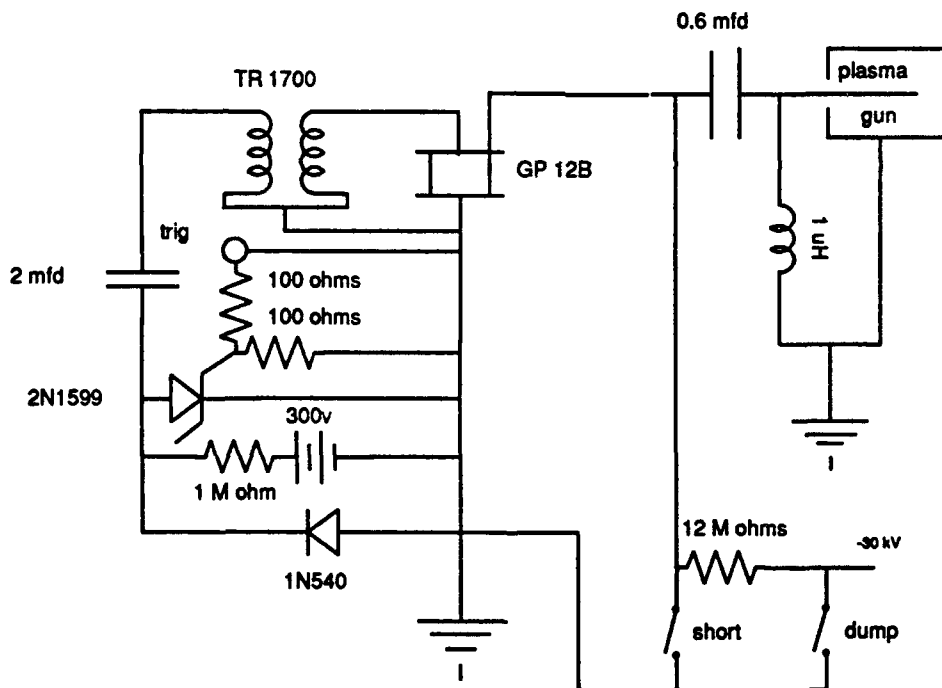 0.6 mfd
TR 1700
plasma
gun
GP 12B
trig
1 uH
2 mfd
100 ohms
100 ohms
2N1599
300v
1 M ohm
12 M ohms
-30 kV
1N540
short
dump